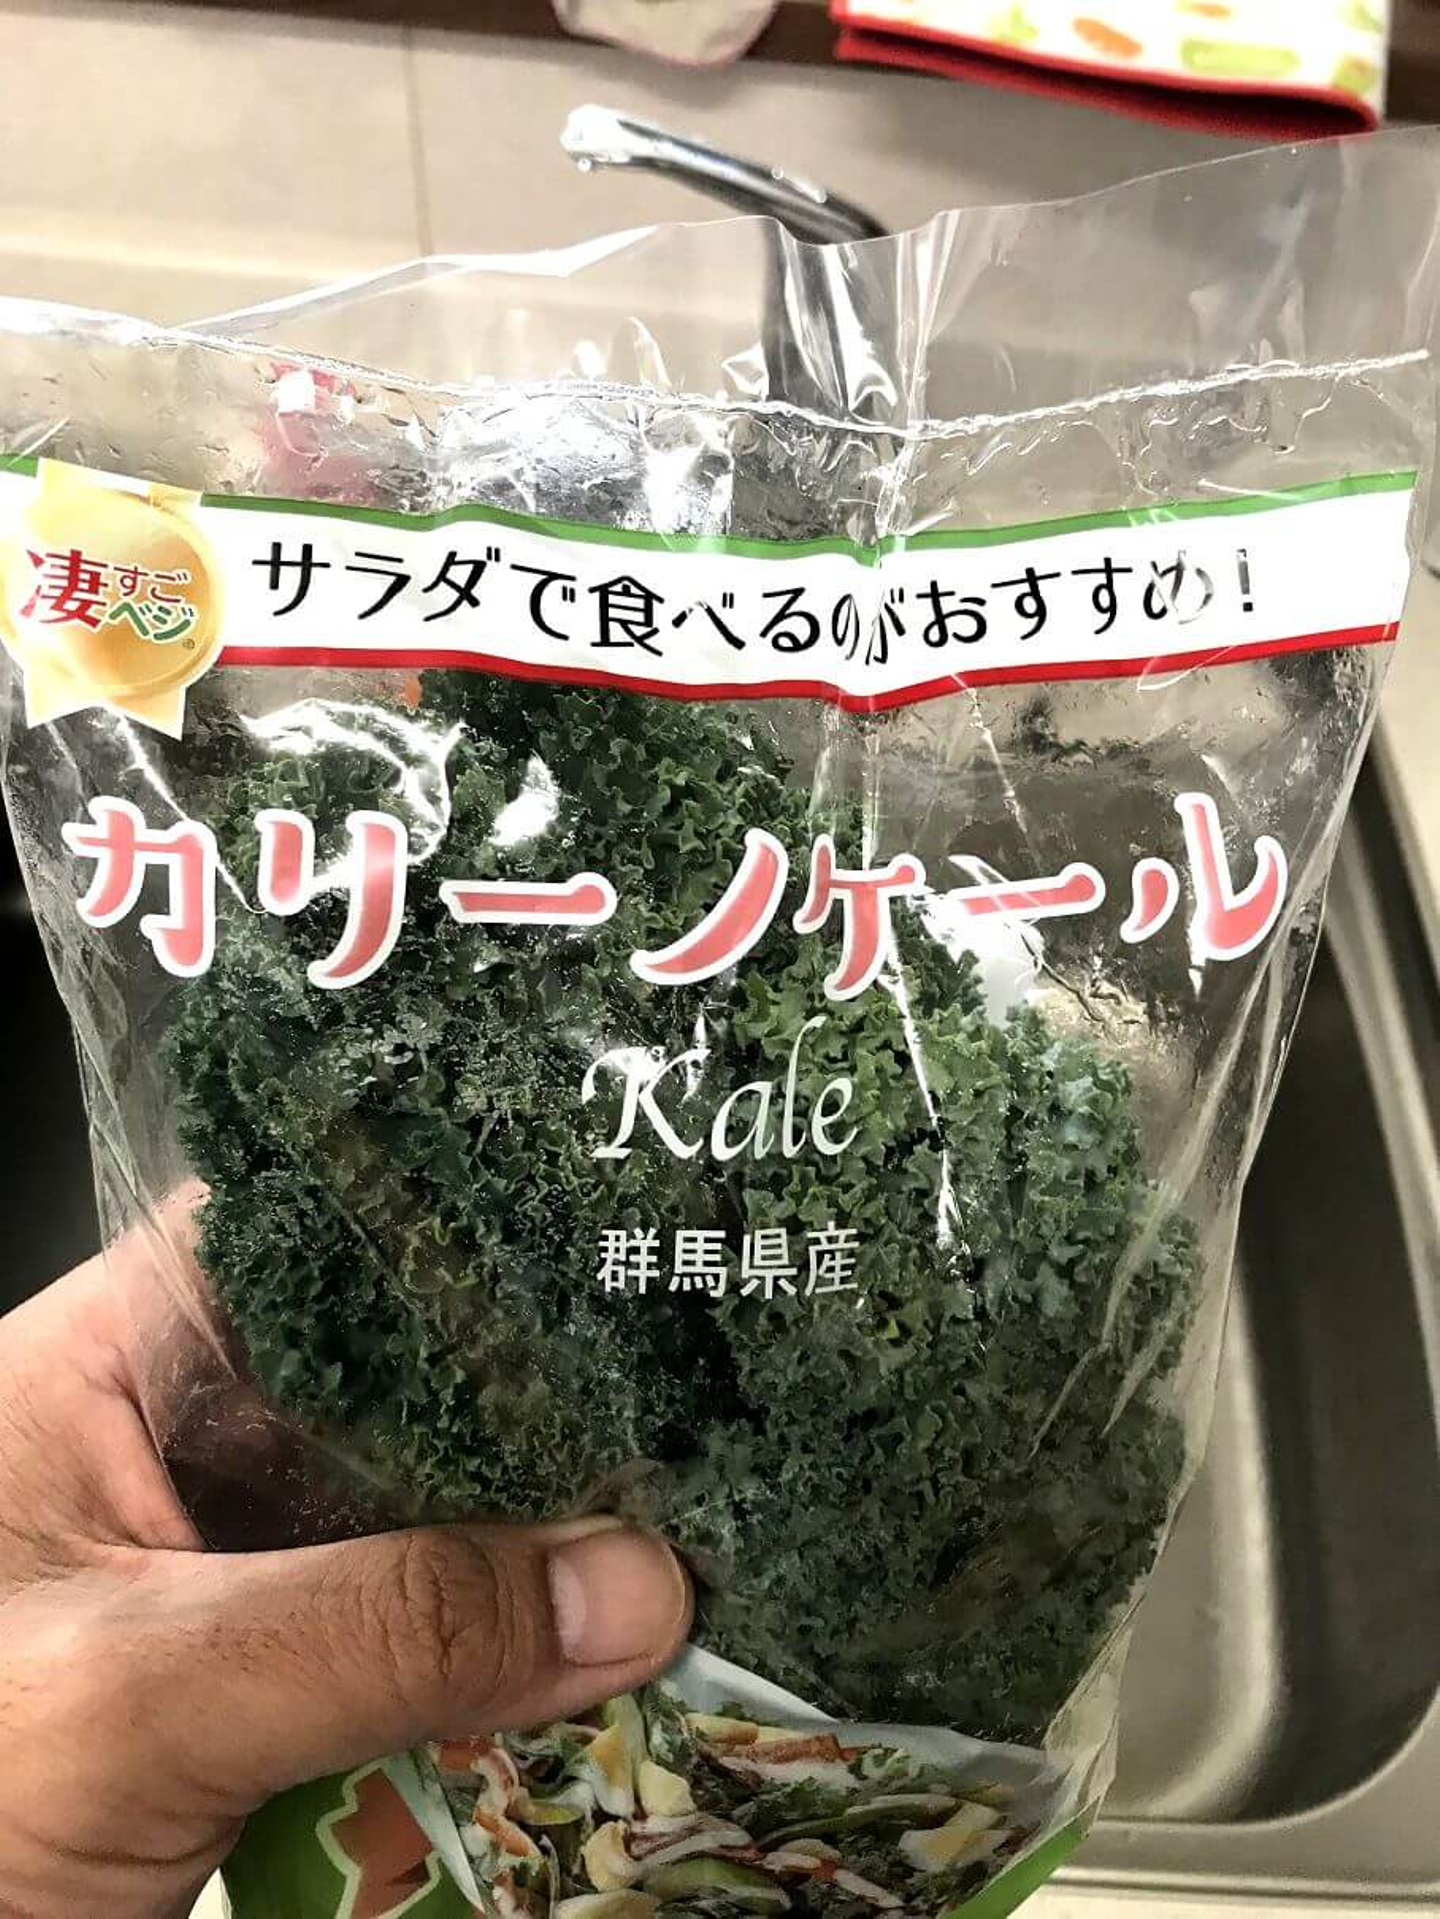 凄すごベジ®
サラダで食べるのがおすすめ!
カリーノケール
Kale
群馬県産